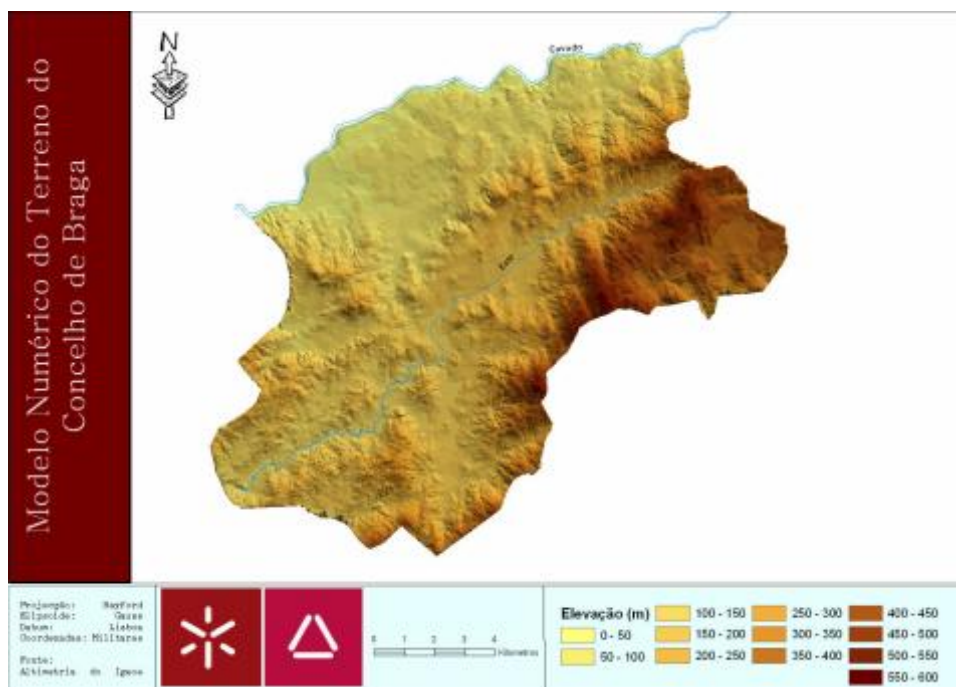 Modelo Numérico do Terreno do
Concelho de Braga
N
Cavado
Este
Projecção:
Elipsoide: Gauss
Datum: Lisboa
Coordenadas: Militares
Fonte:
Altimetria do Igeoe
0 1 2 3 4
Kilometros
Elevação (m)
0 - 50
50 - 100
100 - 150
150 - 200
200 - 250
250 - 300
300 - 350
350 - 400
400 - 450
450 - 500
500 - 550
550 - 600